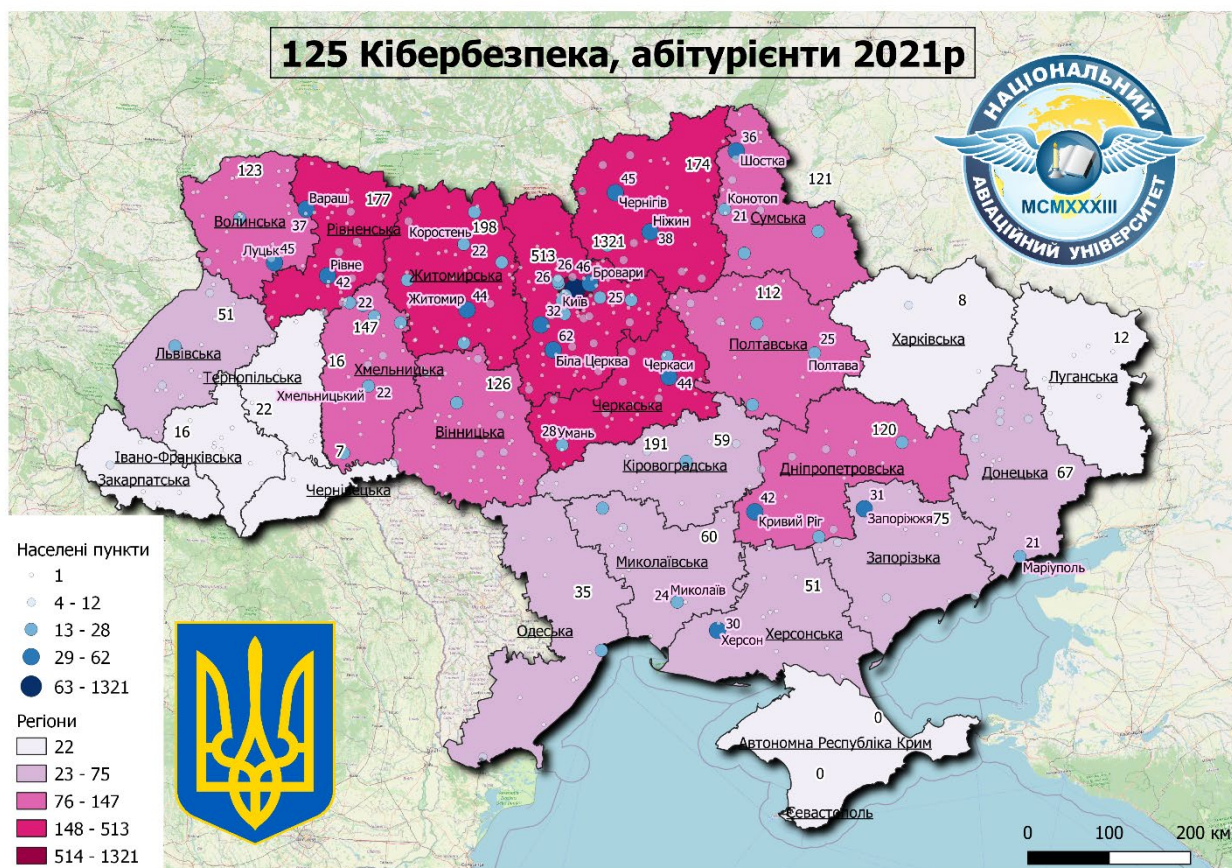 125 Кібербезпека, абітурієнти 2021р
НАЦІОНАЛЬНИЙ
АВІАЦІЙНИЙ УНІВЕРСИТЕТ
MCMXXXIII
123
Волинська
37
Луцьк 45
Вараш
177
Рівненська
Рівне
42
22
198
Коростень
22
Житомирська
Житомир
44
45
Чернігів
174
Ніжин
38
1321
513
26
26
46
Бровари
Київ
25
32
62
Біла Церква
36
Шостка
Конотоп
21
Сумська
121
51
Львівська
Тернопільська
22
147
16
Хмельницька
Хмельницький
22
7
126
Вінницька
Черкаси
44
Черкаська
28
Умань
191
112
Полтавська
25
Полтава
8
Харківська
12
Луганська
16
Івано-Франківська
Закарпатська
Чернівецька
59
Кіровоградська
120
Дніпропетровська
42
Кривий Ріг
31
Запоріжжя
75
Запорізька
Донецька
67
21
Маріуполь
60
Миколаївська
24
Миколаїв
35
Одеська
51
30
Херсон
Херсонська
0
Автономна Республіка Крим
0
Севастополь
Населені пункти
1
4 - 12
13 - 28
29 - 62
63 - 1321
Регіони
22
23 - 75
76 - 147
148 - 513
514 - 1321
0 100 200 км